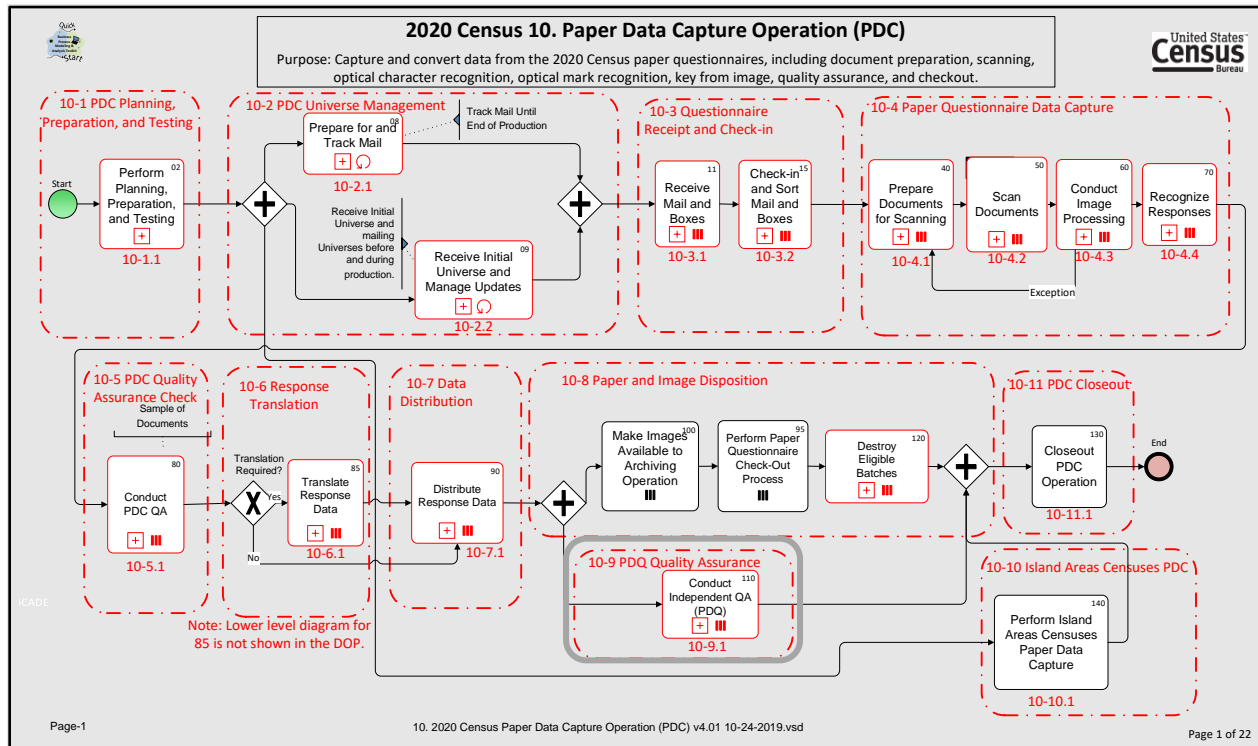 Quick
Business
Process
Modeling &
Analysis Toolkit
Start
2020 Census 10. Paper Data Capture Operation (PDC)
Purpose: Capture and convert data from the 2020 Census paper questionnaires, including document preparation, scanning,
optical character recognition, optical mark recognition, key from image, quality assurance, and checkout.
United States
Census
Bureau
10-1 PDC Planning,
Preparation, and Testing
Start
02
Perform
Planning,
Preparation,
and Testing
10-1.1
10-2 PDC Universe Management
08
Prepare for and
Track Mail
10-2.1
Track Mail Until
End of Production
Receive Initial
Universe and
mailing
Universes before
and during
production.
09
Receive Initial
Universe and
Manage Updates
10-2.2
10-3 Questionnaire
Receipt and Check-in
11
Receive
Mail and
Boxes
10-3.1
15
Check-in
and Sort
Mail and
Boxes
10-3.2
10-4 Paper Questionnaire Data Capture
40
Prepare
Documents
for Scanning
10-4.1
50
Scan
Documents
10-4.2
60
Conduct
Image
Processing
10-4.3
70
Recognize
Responses
10-4.4
Exception
10-5 PDC Quality
Assurance Check
Sample of
Documents
80
Conduct
PDC QA
10-5.1
10-6 Response
Translation
Translation
Required?
X
Yes
No
85
Translate
Response
Data
10-6.1
Note: Lower level diagram for
85 is not shown in the DOP.
10-7 Data
Distribution
90
Distribute
Response Data
10-7.1
10-8 Paper and Image Disposition
100
Make Images
Available to
Archiving
Operation
95
Perform Paper
Questionnaire
Check-Out
Process
120
Destroy
Eligible
Batches
10-9 PDQ Quality Assurance
110
Conduct
Independent QA
(PDQ)
10-9.1
10-11 PDC Closeout
130
Closeout
PDC
Operation
10-11.1
End
10-10 Island Areas Censuses PDC
140
Perform Island
Areas Censuses
Paper Data
Capture
10-10.1
iCADE
Page-1
10. 2020 Census Paper Data Capture Operation (PDC) v4.01 10-24-2019.vsd
Page 1 of 22